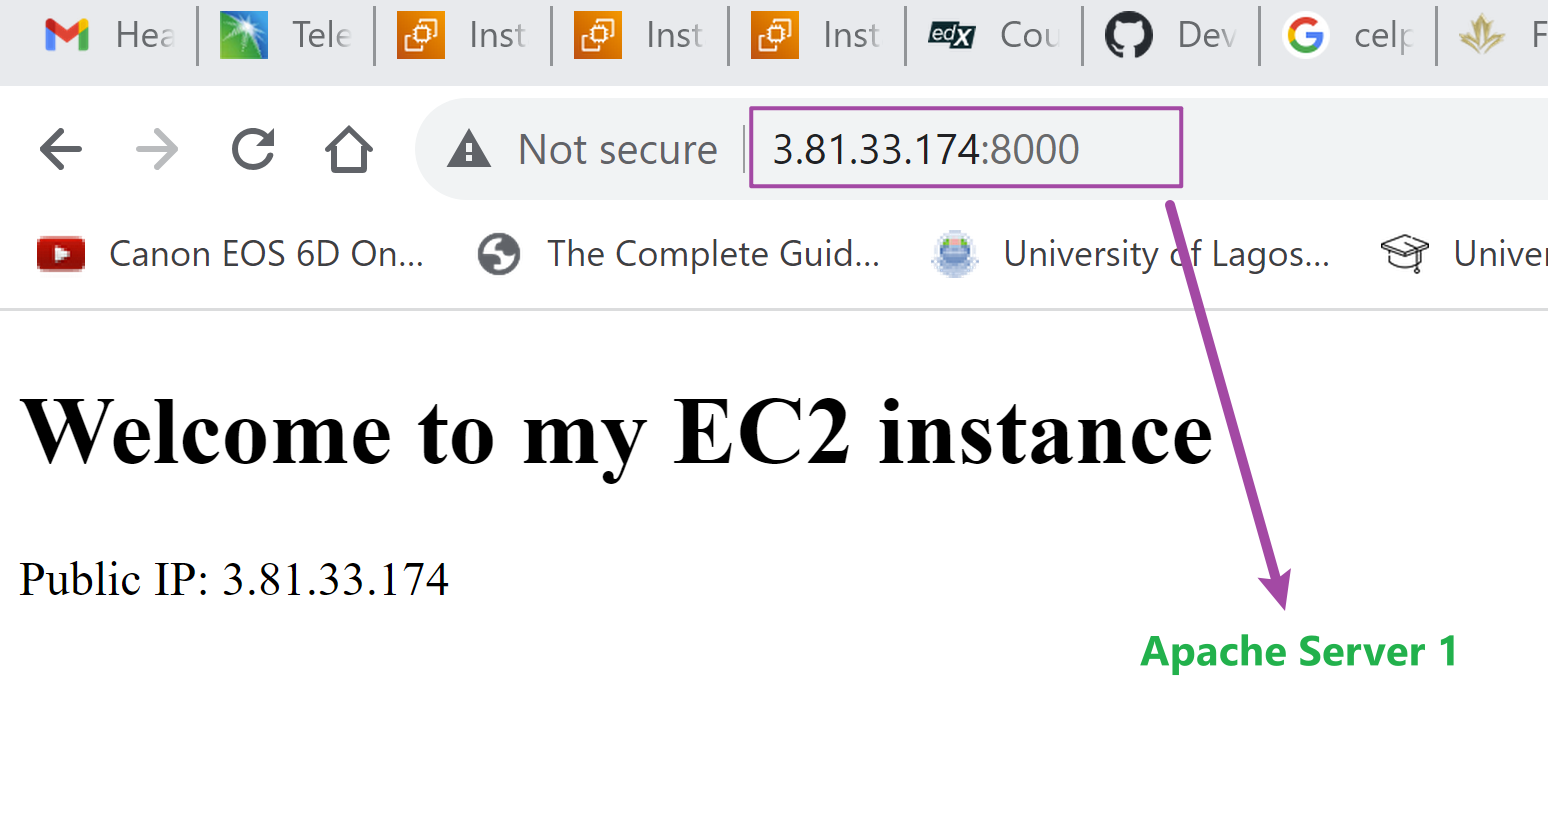 Hea Tele Inst Inst Inst edX Cou Dev celp F
Not secure 3.81.33.174:8000
Canon EOS 6D On... The Complete Guid... University of Lagos... Univer
Welcome to my EC2 instance
Public IP: 3.81.33.174
Apache Server 1